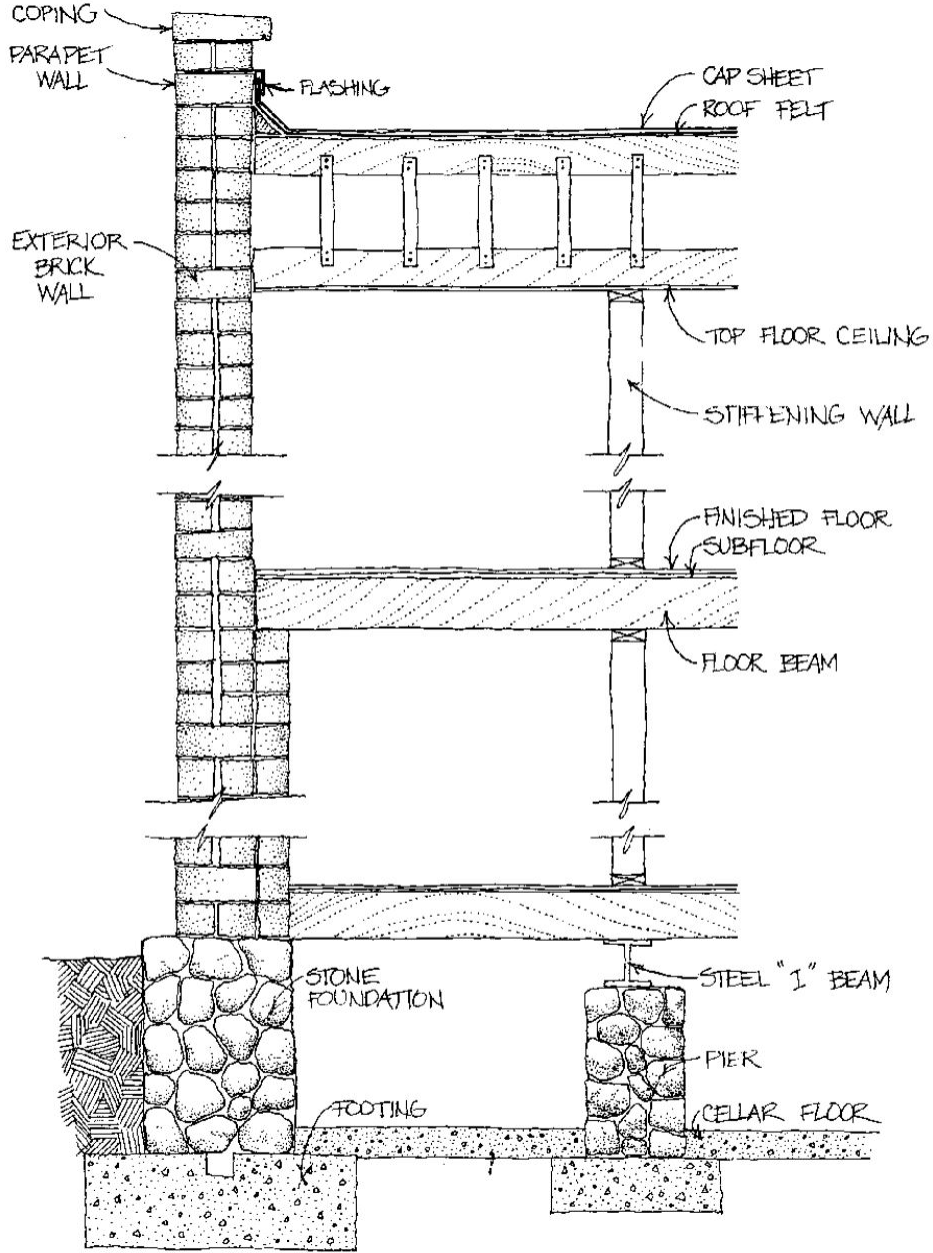 COPING
PARAPET
WALL
FLASHING
CAP SHEET
ROOF FELT
EXTERIOR
BRICK
WALL
TOP FLOOR CEILING
STIFFENING WALL
FINISHED FLOOR
SUBFLOOR
FLOOR BEAM
STONE
FOUNDATION
STEEL "I" BEAM
PIER
FOOTING
CELLAR FLOOR